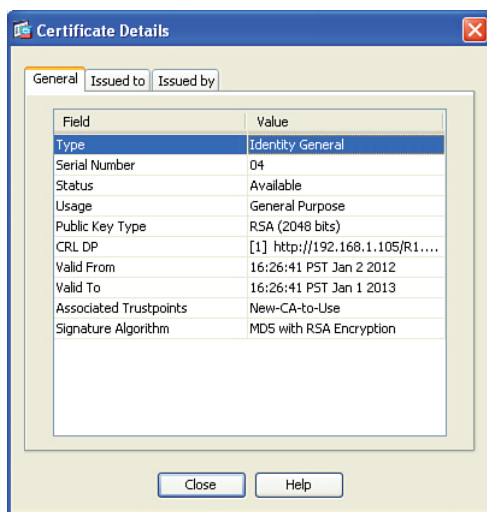 Certificate Details
General Issued to Issued by
Field Value
Type Identity General
Serial Number 04
Status Available
Usage General Purpose
Public Key Type RSA (2048 bits)
CRL DP [1] http://192.168.1.105/R1....
Valid From 16:26:41 PST Jan 2 2012
Valid To 16:26:41 PST Jan 1 2013
Associated Trustpoints New-CA-to-Use
Signature Algorithm MD5 with RSA Encryption
Close Help